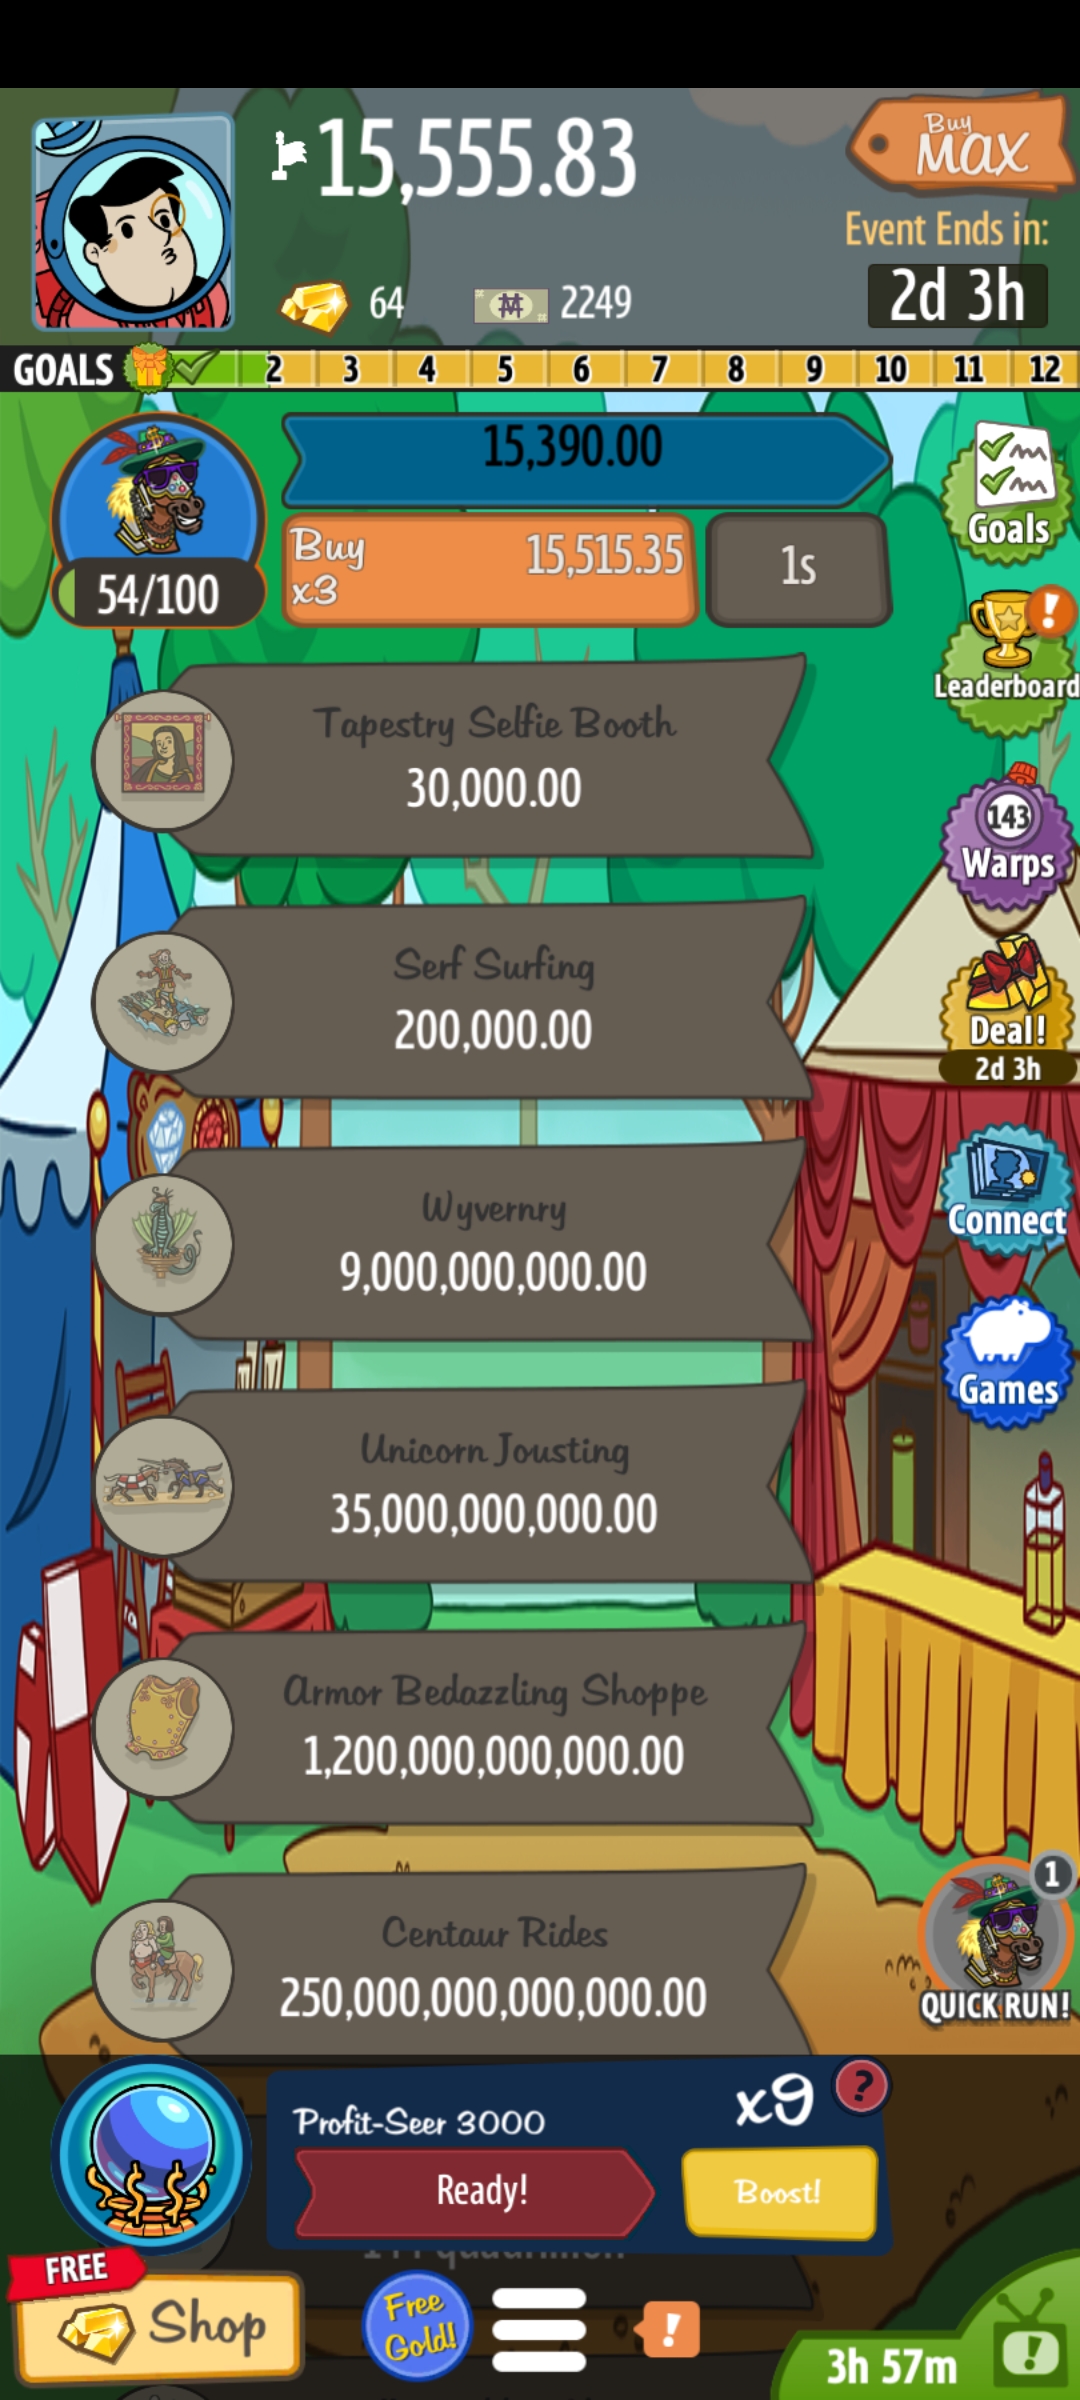 15,555.83
Buy
MAX
Event Ends in:
2d 3h
64
2249
GOALS 2 3 4 5 6 7 8 9 10 11 12
15,390.00
Buy
x3
15,515.35
1s
54/100
Goals
Leaderboard
Tapestry Selfie Booth
30,000.00
143
Warps
Serf Surfing
200,000.00
Deal!
2d 3h
Wyvernry
9,000,000,000.00
Connect
Games
Unicorn Jousting
35,000,000,000.00
Armor Bedazzling Shoppe
1,200,000,000,000.00
Centaur Rides
250,000,000,000,000.00
1
QUICK RUN!
Profit-Seer 3000
x9
?
Ready!
Boost!
FREE
Shop
Free
Gold!
!
3h 57m